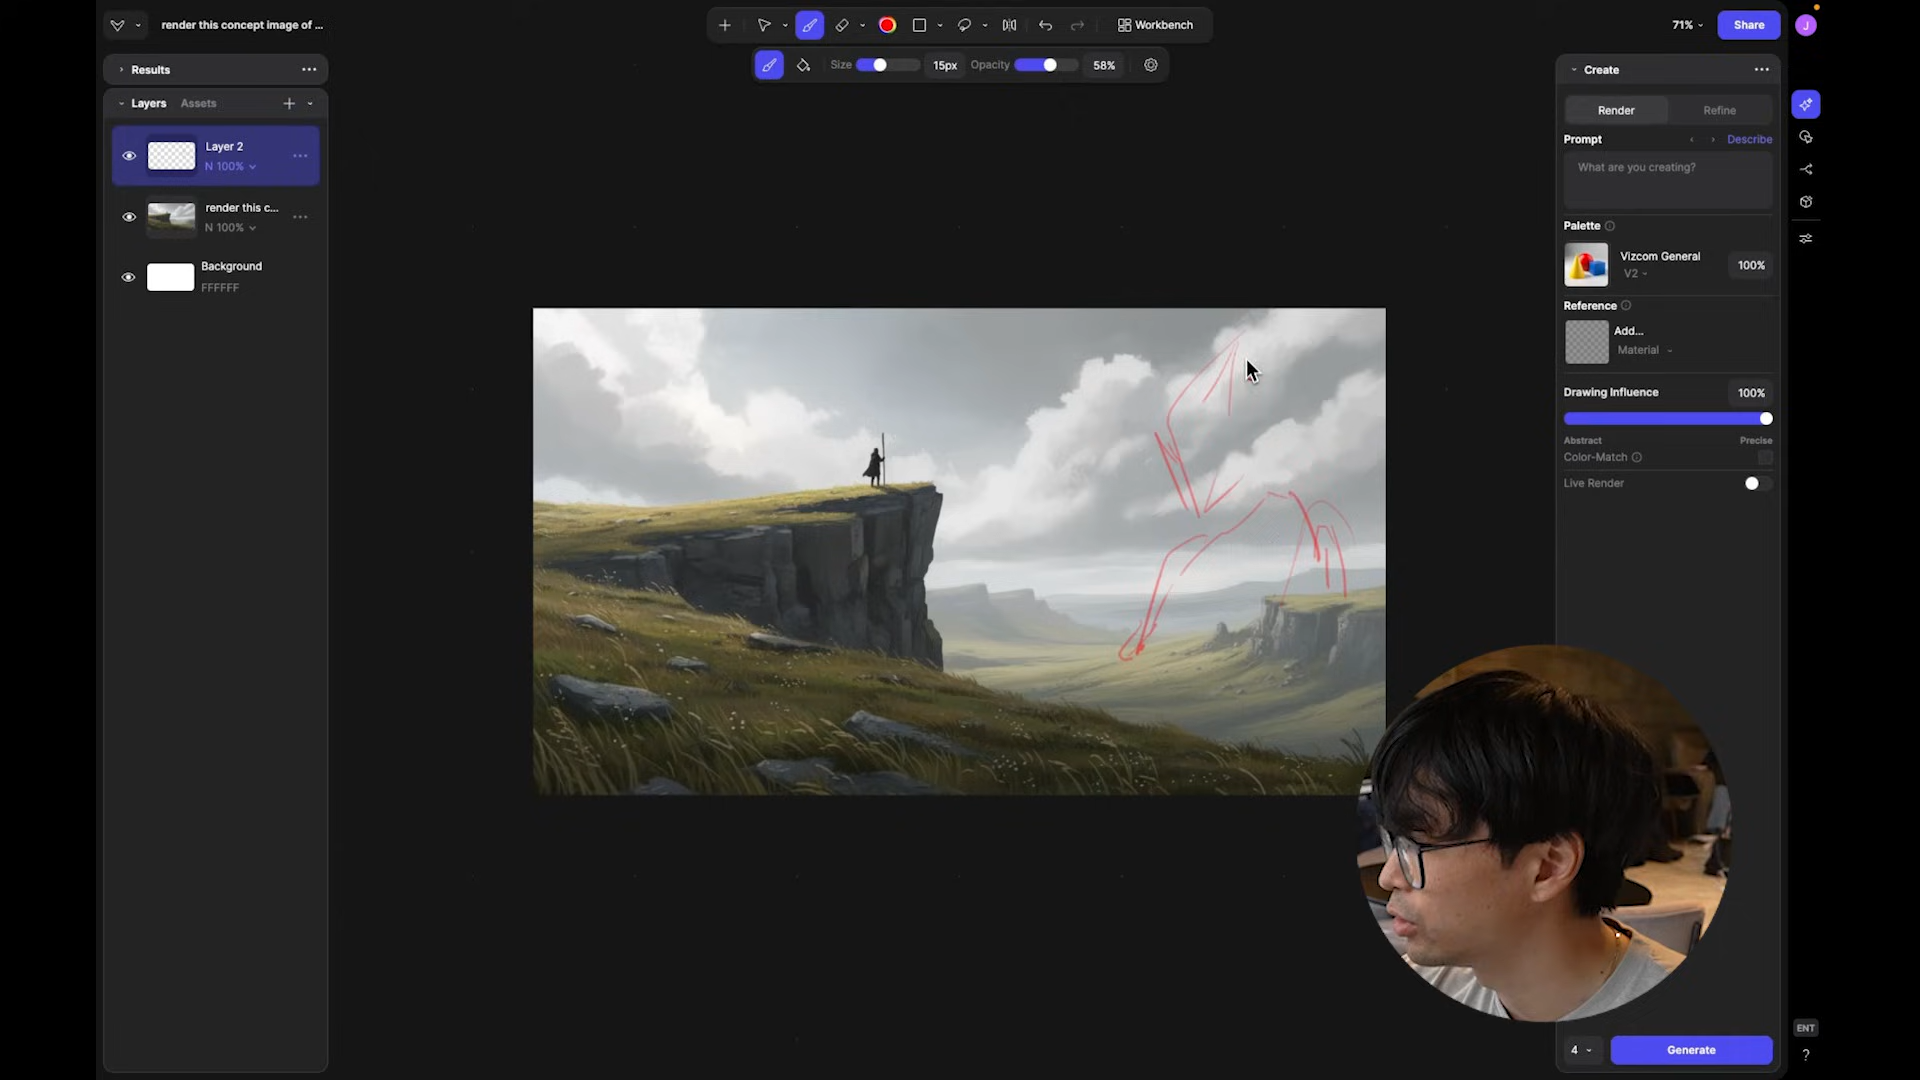 render this concept image of ...
Workbench
71%
Share
J
Results
Size
15px
Opacity
58%
Create
Layers
Assets
Render
Refine
Layer 2
N 100%
Prompt
Describe
What are you creating?
render this c...
N 100%
Palette
Vizcom General
V2
100%
Background
FFFFFF
Reference
Add...
Material
Drawing Influence
100%
Abstract
Precise
Color-Match
Live Render
ENT
4
Generate
?